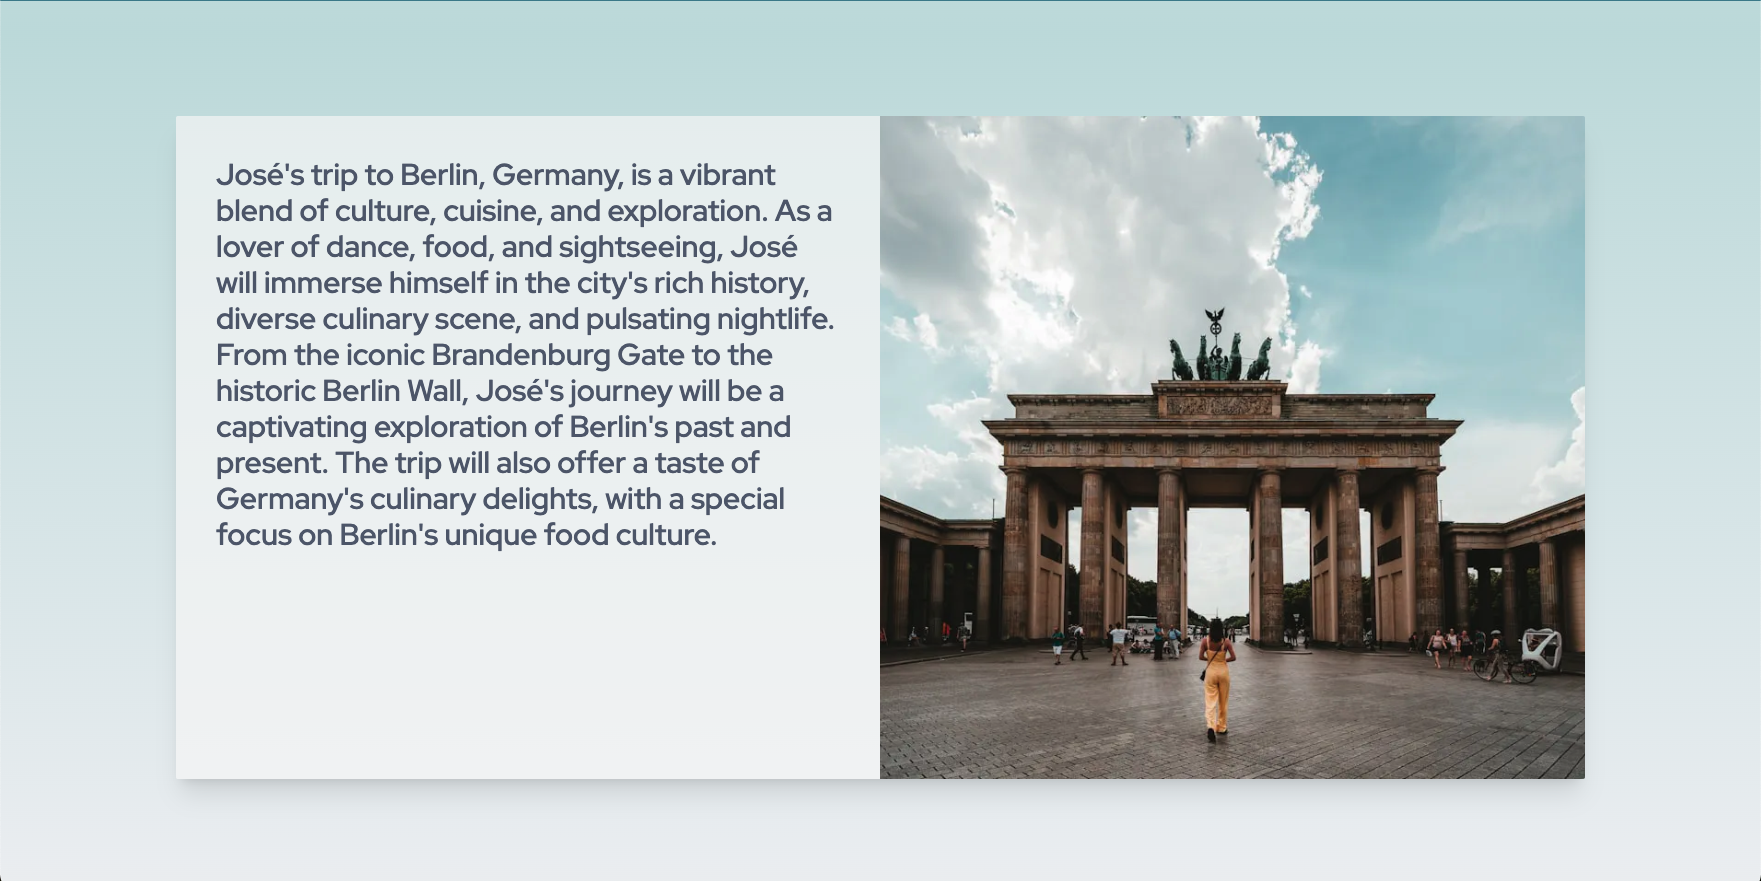 José's trip to Berlin, Germany, is a vibrant
blend of culture, cuisine, and exploration. As a
lover of dance, food, and sightseeing, José
will immerse himself in the city's rich history,
diverse culinary scene, and pulsating nightlife.
From the iconic Brandenburg Gate to the
historic Berlin Wall, José's journey will be a
captivating exploration of Berlin's past and
present. The trip will also offer a taste of
Germany's culinary delights, with a special
focus on Berlin's unique food culture.